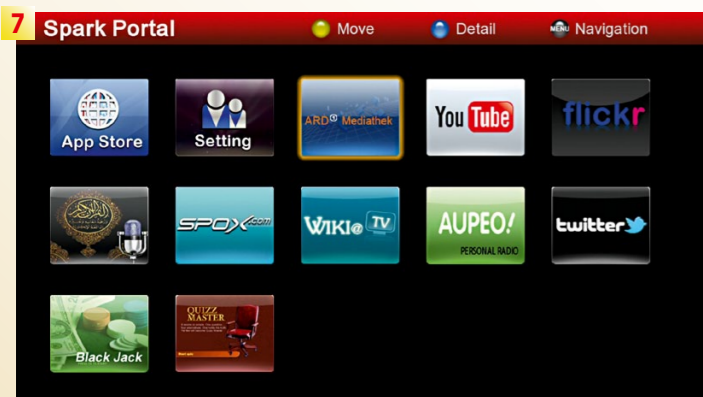 7
Spark Portal
Move
Detail
MENU
Navigation
App Store
Setting
ARD Mediathek
You Tube
flickr
SPOX.com
WIKI@ TV
AUPEO!
PERSONAL RADIO
twitter
Black Jack
QUIZZ
MASTER